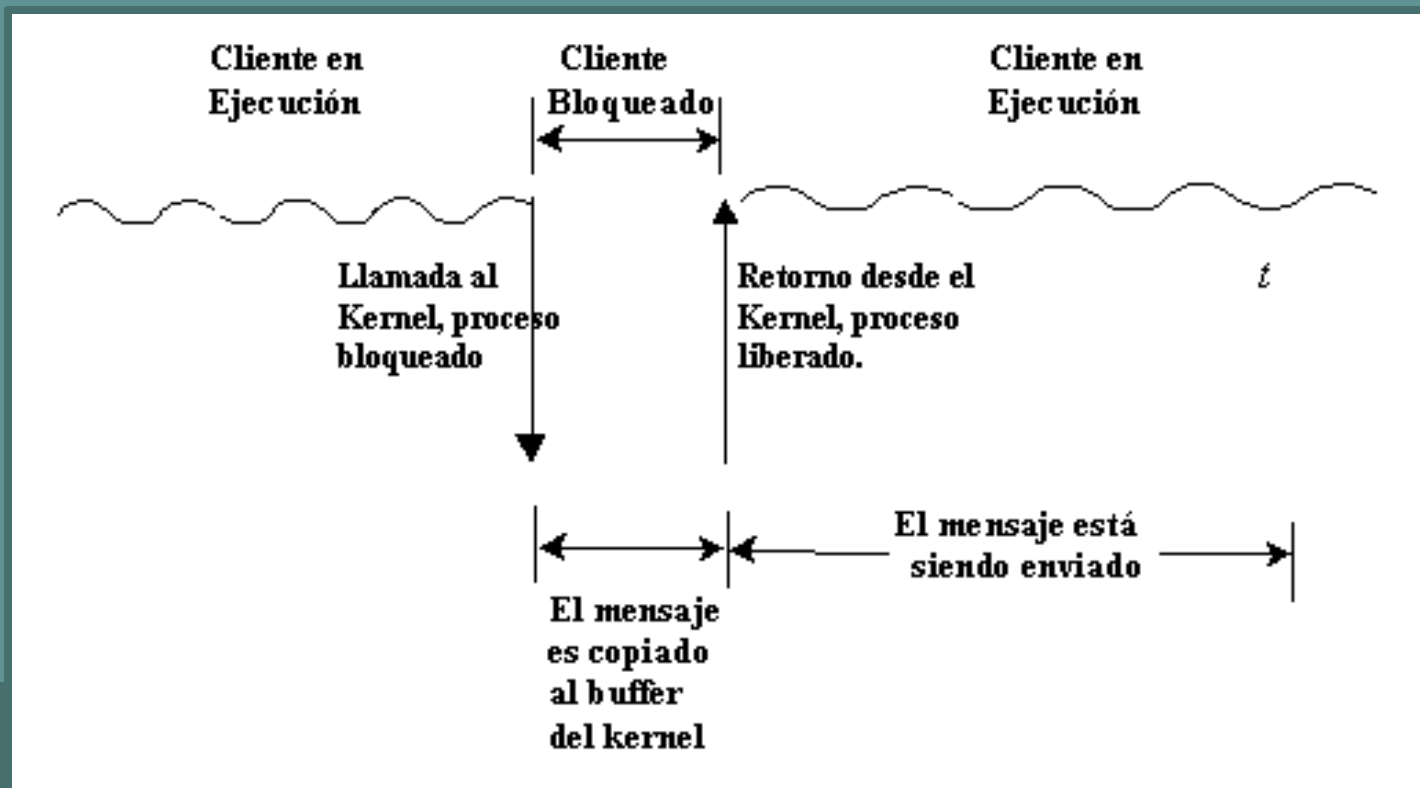 Cliente en
Ejecución
Cliente
Bloqueado
Cliente en
Ejecución
Llamada al
Kernel, proceso
bloqueado
Retorno desde el
Kernel, proceso
liberado.
t
El mensaje está
siendo enviado
El mensaje
es copiado
al buffer
del kernel